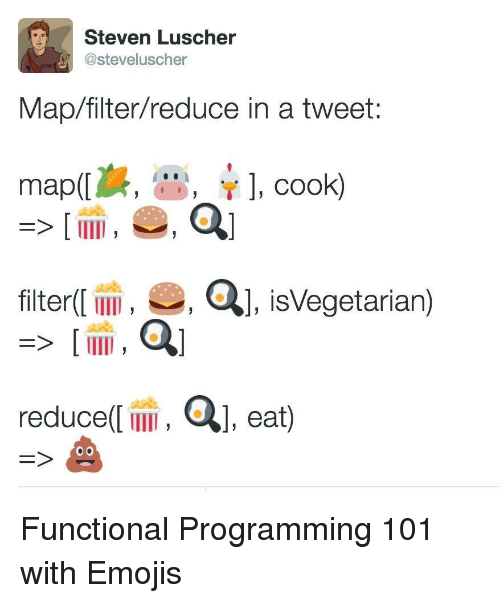 Steven Luscher
@steveluscher
Map/filter/reduce in a tweet:
map([🌽, 🐮, 🐔], cook)
=> [🍿, 🍔, 🍳]
filter([🍿, 🍔, 🍳], isVegetarian)
=> [🍿, 🍳]
reduce([🍿, 🍳], eat)
=> 💩
Functional Programming 101
with Emojis